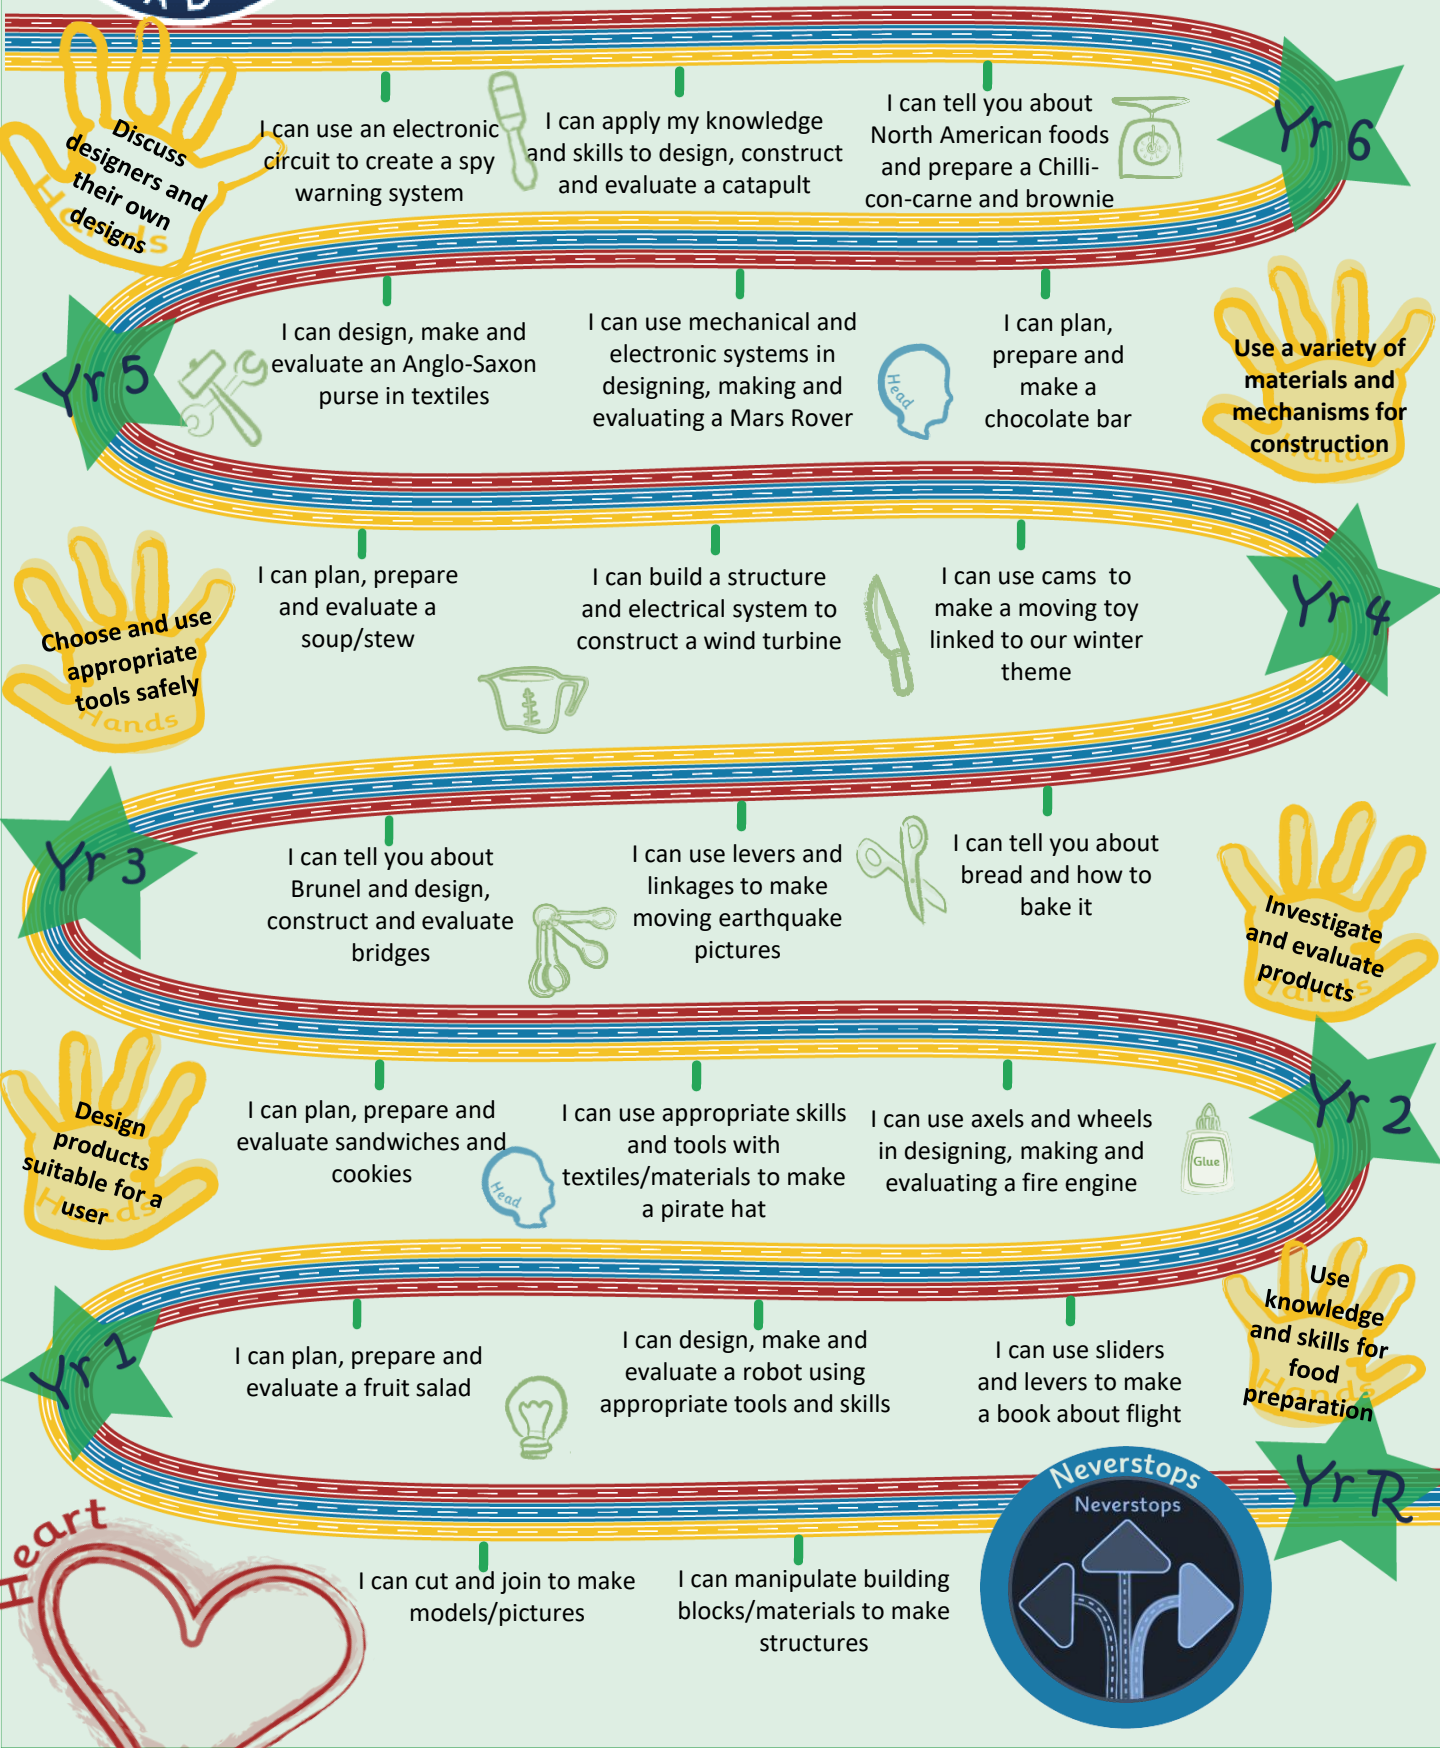 A D
Discuss
designers and
their own
designs
Hands
I can use an electronic
circuit to create a spy
warning system
I can apply my knowledge
and skills to design, construct
and evaluate a catapult
I can tell you about
North American foods
and prepare a Chilli-
con-carne and brownie
Yr 6
Yr 5
I can design, make and
evaluate an Anglo-Saxon
purse in textiles
I can use mechanical and
electronic systems in
designing, making and
evaluating a Mars Rover
Head
I can plan,
prepare and
make a
chocolate bar
Use a variety of
materials and
mechanisms for
construction
Hands
Choose and use
appropriate
tools safely
Hands
I can plan, prepare
and evaluate a
soup/stew
I can build a structure
and electrical system to
construct a wind turbine
I can use cams  to
make a moving toy
linked to our winter
theme
Yr 4
Yr 3
I can tell you about
Brunel and design,
construct and evaluate
bridges
I can use levers and
linkages to make
moving earthquake
pictures
I can tell you about
bread and how to
bake it
Investigate
and evaluate
products
Hands
Design
products
suitable for a
user
Hands
I can plan, prepare and
evaluate sandwiches and
cookies
Head
I can use appropriate skills
and tools with
textiles/materials to make
a pirate hat
I can use axels and wheels
in designing, making and
evaluating a fire engine
Glue
Yr 2
Yr 1
I can plan, prepare and
evaluate a fruit salad
I can design, make and
evaluate a robot using
appropriate tools and skills
I can use sliders
and levers to make
a book about flight
Use
knowledge
and skills for
food
preparation
Hands
Yr R
Neverstops
Neverstops
Heart
I can cut and join to make
models/pictures
I can manipulate building
blocks/materials to make
structures